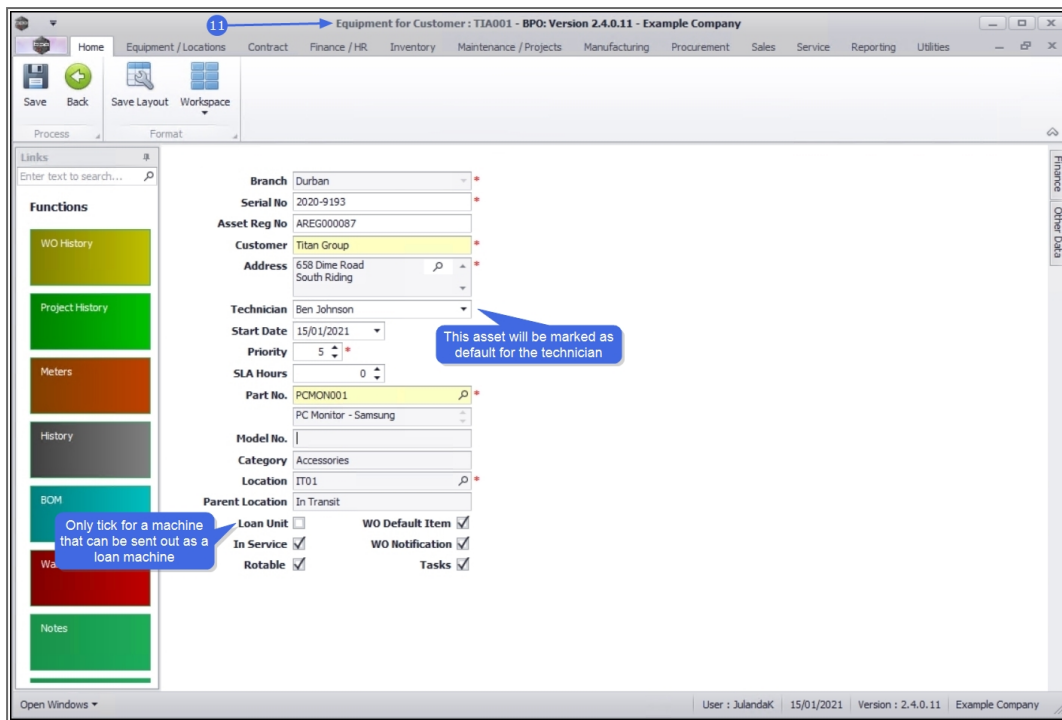 11
Equipment for Customer : TIA001 - BPO: Version 2.4.0.11 - Example Company
Home Equipment / Locations Contract Finance / HR Inventory Maintenance / Projects Manufacturing Procurement Sales Service Reporting Utilities
Save Back Save Layout Workspace
Process Format
Links
Enter text to search...
Functions
WO History
Project History
Meters
History
BOM
Wa
Notes
Branch Durban *
Serial No 2020-9193 *
Asset Reg No AREG000087
Customer Titan Group *
Address 658 Dime Road *
South Riding
Technician Ben Johnson
Start Date 15/01/2021
Priority 5 *
SLA Hours 0
Part No. PCMON001 *
PC Monitor - Samsung
Model No.
Category Accessories
Location IT01 *
Parent Location In Transit
Loan Unit WO Default Item
In Service WO Notification
Rotable Tasks
This asset will be marked as
default for the technician
Only tick for a machine
that can be sent out as a
loan machine
Finance
Other Data
Open Windows User : JulandaK 15/01/2021 Version : 2.4.0.11 Example Company